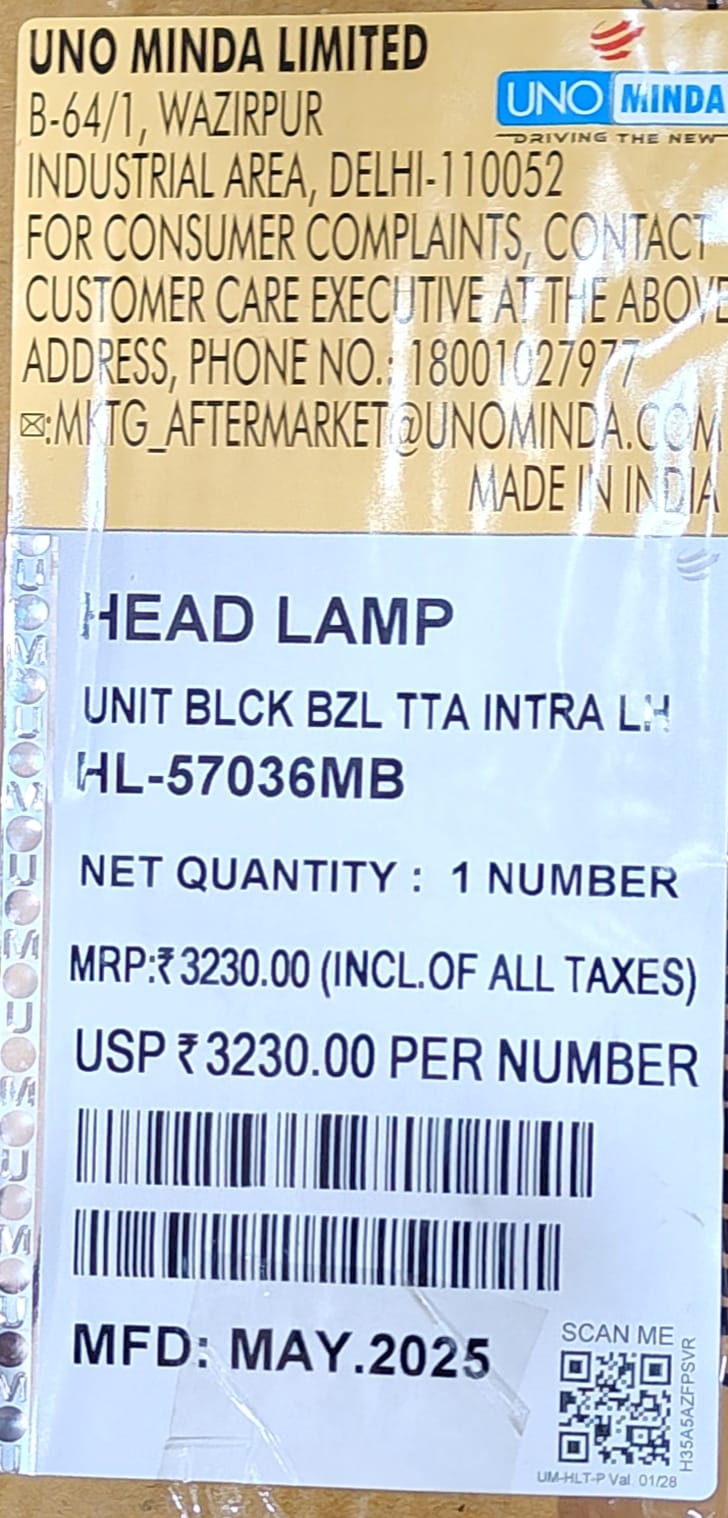 UNO MINDA LIMITED
UNO MINDA
DRIVING THE NEW
B-64/1, WAZIRPUR
INDUSTRIAL AREA, DELHI-110052
FOR CONSUMER COMPLAINTS, CONTACT
CUSTOMER CARE EXECUTIVE AT THE ABOVE
ADDRESS, PHONE NO.: 18001027977
✉:MKTG_AFTERMARKET@UNOMINDA.COM
MADE IN INDIA
HEAD LAMP
UNIT BLCK BZL TTA INTRA LH
HL-57036MB
NET QUANTITY : 1 NUMBER
MRP:₹3230.00 (INCL.OF ALL TAXES)
USP ₹3230.00 PER NUMBER
MFD: MAY.2025
SCAN ME
H35A5AZFPSVR
UM-HLT-P Val. 01/28